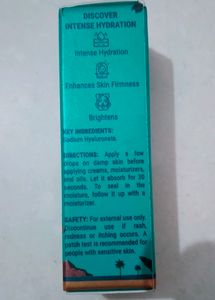 DISCOVER
INTENSE HYDRATION
Intense Hydration
Enhances Skin Firmness
Brightens
KEY INGREDIENTS:
Sodium Hyaluronate.
DIRECTIONS: Apply a few
drops on damp skin before
applying creams, moisturizers,
and oils. Let it absorb for 30
seconds. To seal in the
moisture, follow it up with a
moisturizer.
SAFETY: For external use only.
Discontinue use if rash,
redness or itching occurs. A
patch test is recommended for
people with sensitive skin.